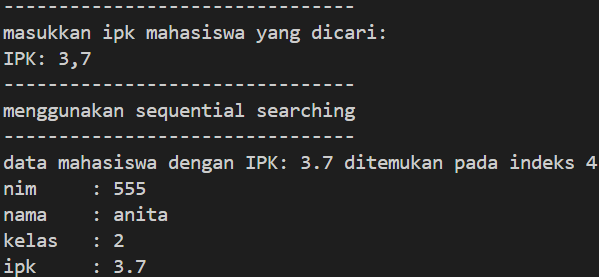 --------------------------------
masukkan ipk mahasiswa yang dicari:
IPK: 3,7
--------------------------------
menggunakan sequential searching
--------------------------------
data mahasiswa dengan IPK: 3.7 ditemukan pada indeks 4
nim     : 555
nama    : anita
kelas   : 2
ipk     : 3.7